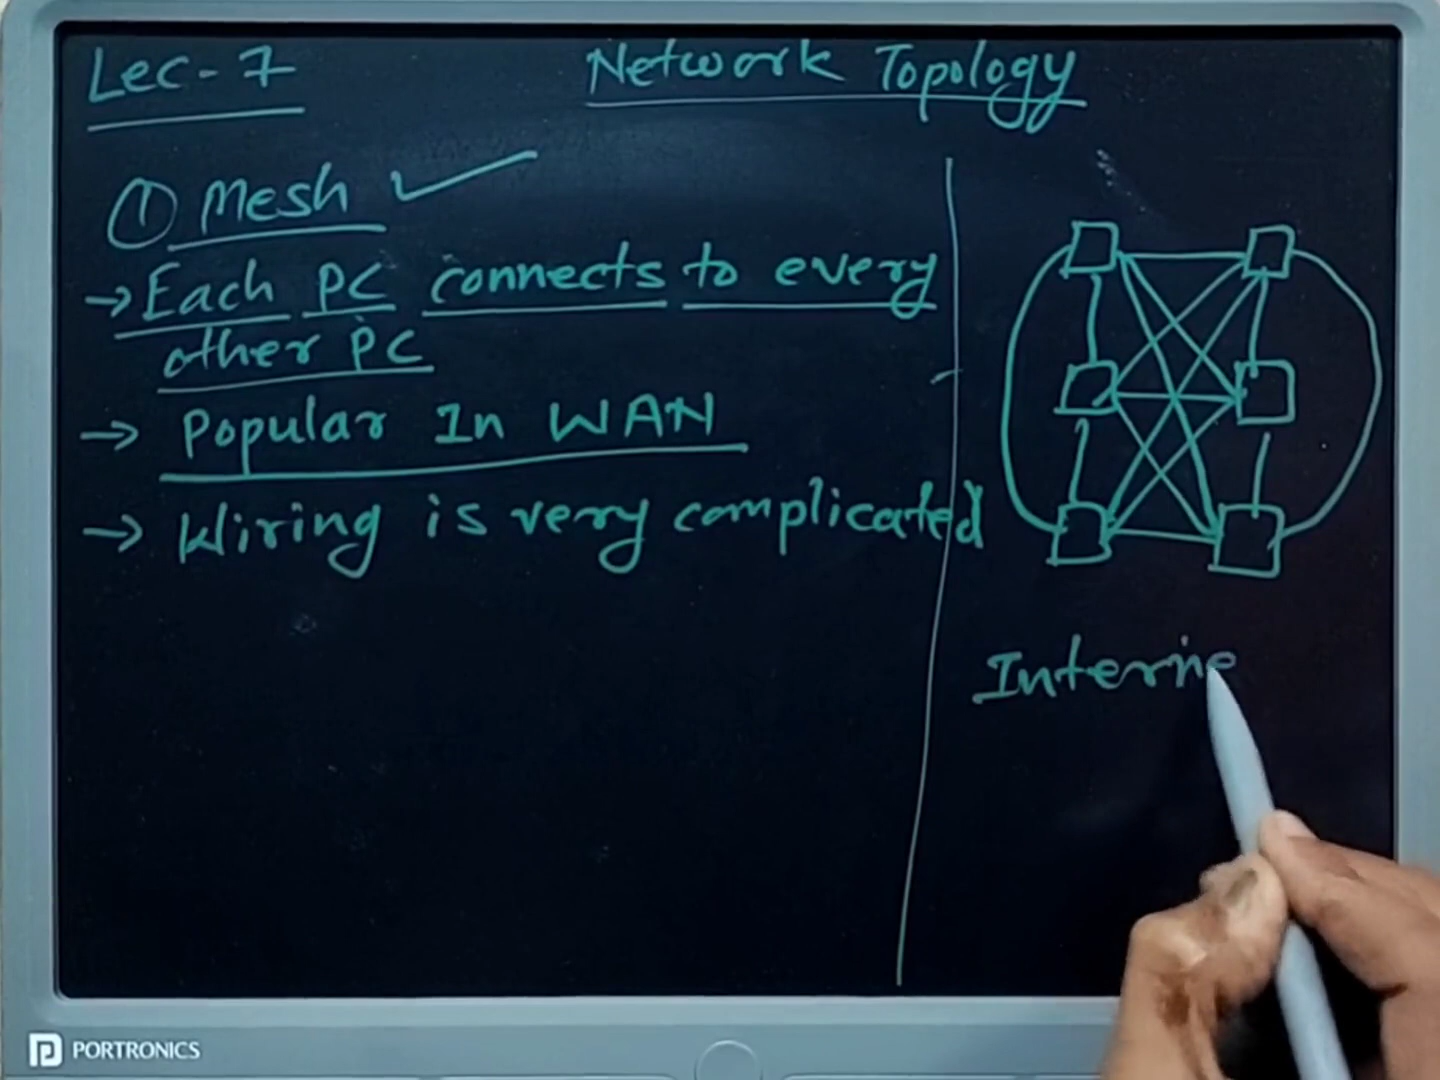 Lec-7
Network Topology
① Mesh ✓
→ Each PC connects to every
other PC
→ Popular In WAN
→ Wiring is very complicated
Interne
PORTRONICS